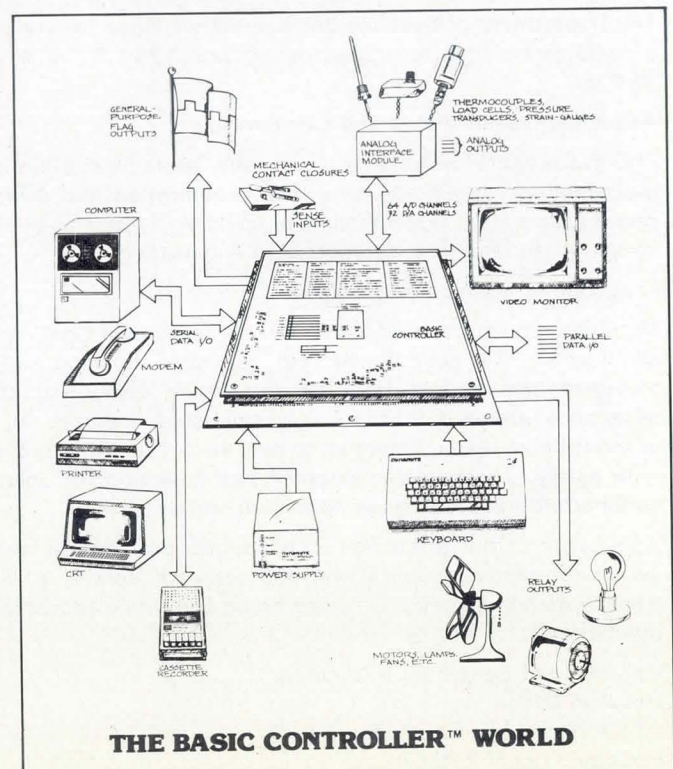 GENERAL-
PURPOSE
FLAG
OUTPUTS
THERMOCOUPLES,
LOAD CELLS, PRESSURE
TRANSDUCERS, STRAIN-GAUGES
ANALOG
INTERFACE
MODULE
ANALOG
OUTPUTS
MECHANICAL
CONTACT CLOSURES
SENSE
INPUTS
64 A/D CHANNELS
32 D/A CHANNELS
COMPUTER
VIDEO MONITOR
SERIAL
DATA I/O
BASIC
CONTROLLER
PARALLEL
DATA I/O
MODEM
PRINTER
KEYBOARD
CRT
POWER SUPPLY
RELAY
OUTPUTS
CASSETTE
RECORDER
MOTORS, LAMPS,
FANS, ETC.
THE BASIC CONTROLLER™ WORLD